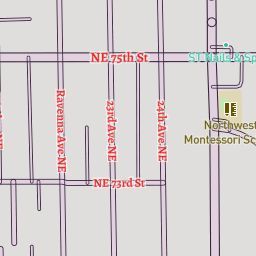 NE 75th St
ST Nails & Sp
Ravenna Ave NE
23rd Ave NE
24th Ave NE
Northwest
Montessori Sc
NE 73rd St